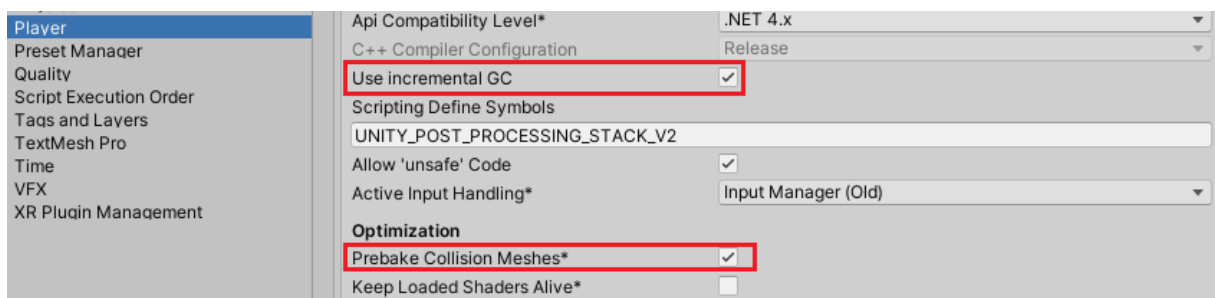 Player
Preset Manager
Quality
Script Execution Order
Tags and Layers
TextMesh Pro
Time
VFX
XR Plugin Management
Api Compatibility Level* .NET 4.x
C++ Compiler Configuration Release
Use incremental GC
Scripting Define Symbols
UNITY_POST_PROCESSING_STACK_V2
Allow 'unsafe' Code
Active Input Handling* Input Manager (Old)
Optimization
Prebake Collision Meshes*
Keep Loaded Shaders Alive*